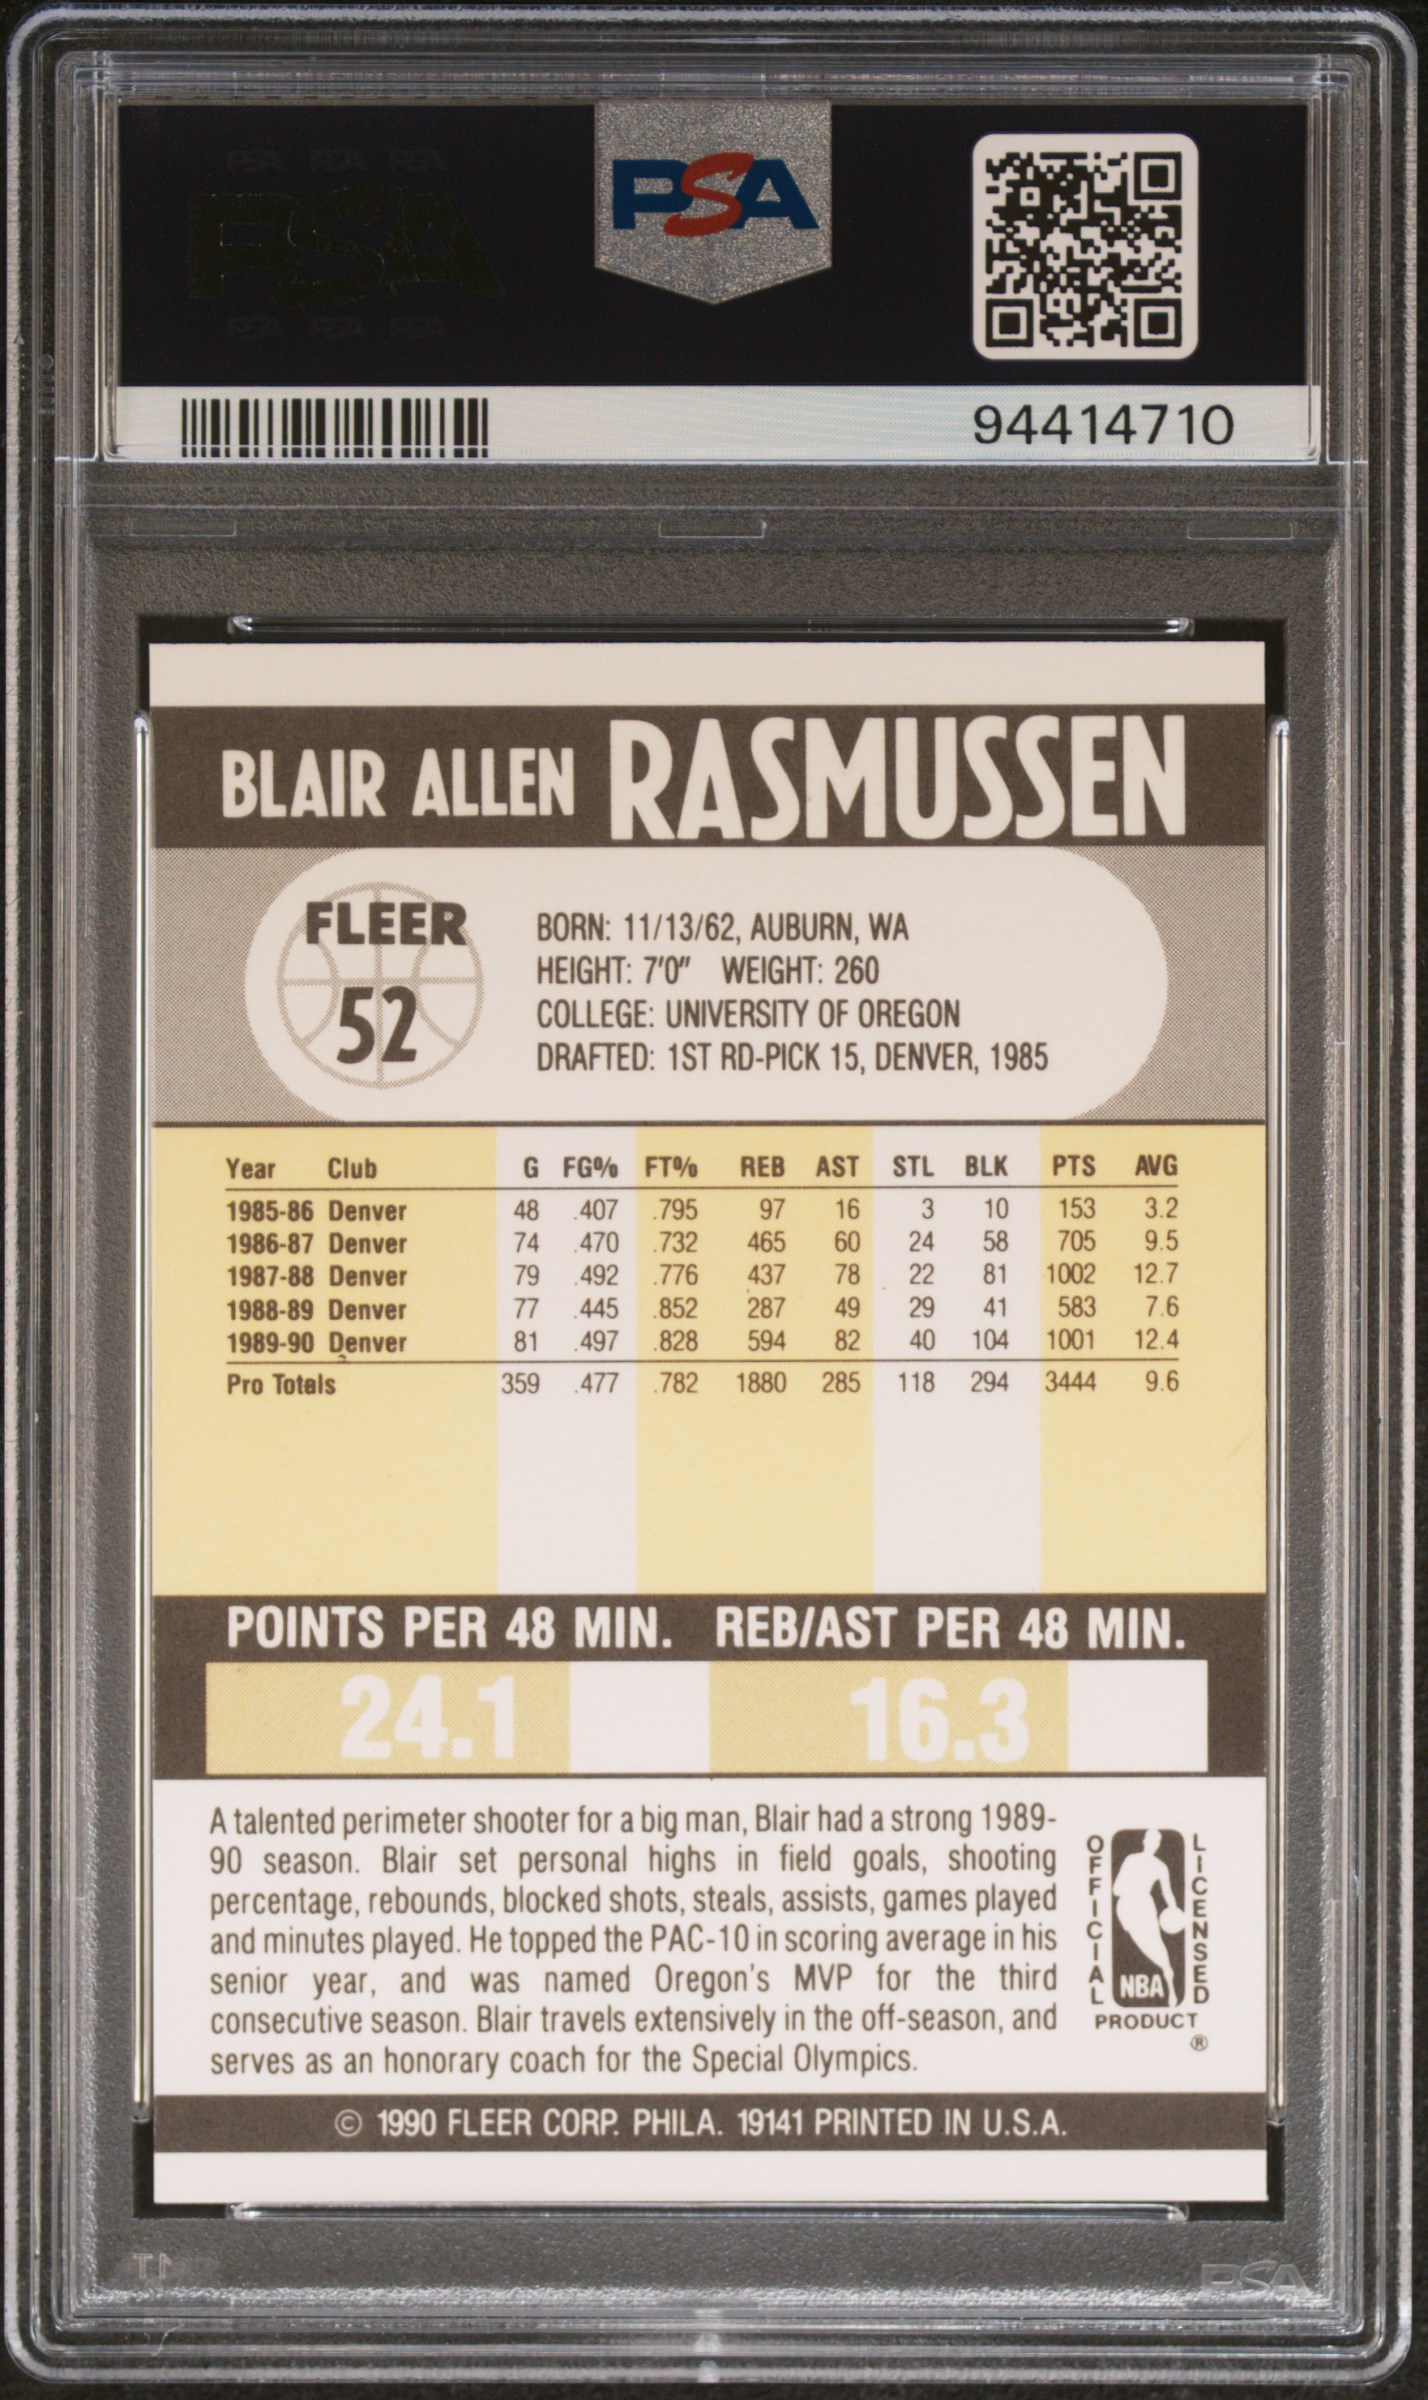 PSA
94414710
BLAIR ALLEN RASMUSSEN
FLEER
52
BORN: 11/13/62, AUBURN, WA
HEIGHT: 7'0" WEIGHT: 260
COLLEGE: UNIVERSITY OF OREGON
DRAFTED: 1ST RD-PICK 15, DENVER, 1985
Year Club G FG% FT% REB AST STL BLK PTS AVG
1985-86 Denver 48 .407 .795 97 16 3 10 153 3.2
1986-87 Denver 74 .470 .732 465 60 24 58 705 9.5
1987-88 Denver 79 .492 .776 437 78 22 81 1002 12.7
1988-89 Denver 77 .445 .852 287 49 29 41 583 7.6
1989-90 Denver 81 .497 .828 594 82 40 104 1001 12.4
Pro Totals 359 .477 .782 1880 285 118 294 3444 9.6
POINTS PER 48 MIN. REB/AST PER 48 MIN.
24.1 16.3
A talented perimeter shooter for a big man, Blair had a strong 1989-
90 season. Blair set personal highs in field goals, shooting
percentage, rebounds, blocked shots, steals, assists, games played
and minutes played. He topped the PAC-10 in scoring average in his
senior year, and was named Oregon's MVP for the third
consecutive season. Blair travels extensively in the off-season, and
serves as an honorary coach for the Special Olympics.
OFFICIAL NBA LICENSED
PRODUCT
®
© 1990 FLEER CORP. PHILA. 19141 PRINTED IN U.S.A.
PSA